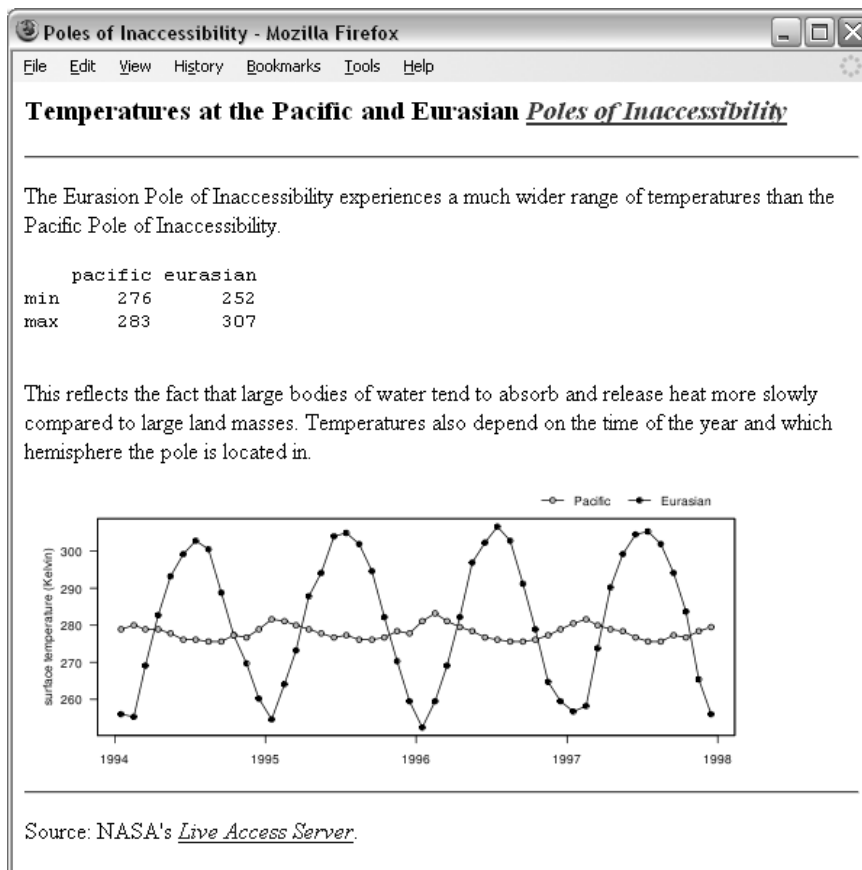 Poles of Inaccessibility - Mozilla Firefox
File Edit View History Bookmarks Tools Help
Temperatures at the Pacific and Eurasian Poles of Inaccessibility
The Eurasion Pole of Inaccessibility experiences a much wider range of temperatures than the
Pacific Pole of Inaccessibility.
pacific eurasian
min 276 252
max 283 307
This reflects the fact that large bodies of water tend to absorb and release heat more slowly
compared to large land masses. Temperatures also depend on the time of the year and which
hemisphere the pole is located in.
Pacific Eurasian
surface temperature (Kelvin)
300
290
280
270
260
1994 1995 1996 1997 1998
Source: NASA's Live Access Server.